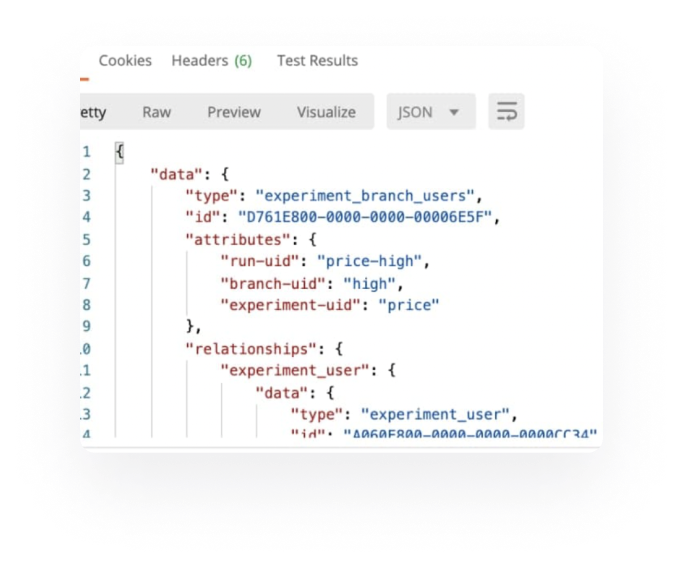 Cookies Headers (6) Test Results
etty Raw Preview Visualize JSON
1 {
2 "data": {
3 "type": "experiment_branch_users",
4 "id": "D761E800-0000-0000-00006E5F",
5 "attributes": {
6 "run-uid": "price-high",
7 "branch-uid": "high",
8 "experiment-uid": "price"
9 },
.0 "relationships": {
.1 "experiment_user": {
.2 "data": {
.3 "type": "experiment_user",
4 "id": "A060E800-0000-0000-0000CC34"